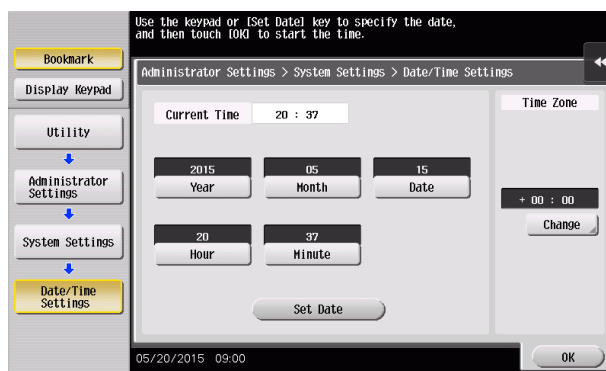 Use the keypad or [Set Date] key to specify the date,
and then touch [OK] to start the time.
Bookmark
Display Keypad
Utility
Administrator
Settings
System Settings
Date/Time
Settings
Administrator Settings > System Settings > Date/Time Settings
Current Time 20 : 37
2015 05 15
Year Month Date
20 37
Hour Minute
Set Date
Time Zone
+ 00 : 00
Change
05/20/2015 09:00
OK